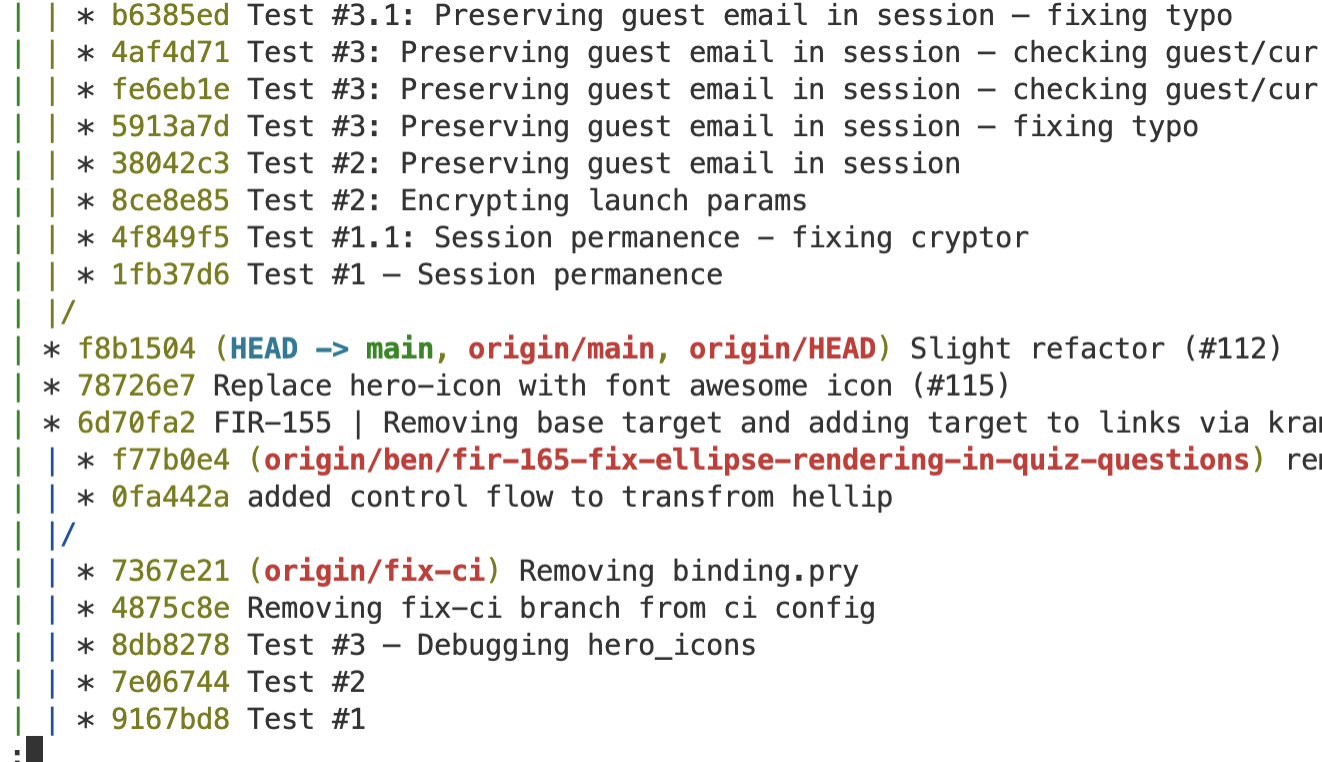 | | * b6385ed Test #3.1: Preserving guest email in session – fixing typo
| | * 4af4d71 Test #3: Preserving guest email in session – checking guest/cur
| | * fe6eb1e Test #3: Preserving guest email in session – checking guest/cur
| | * 5913a7d Test #3: Preserving guest email in session – fixing typo
| | * 38042c3 Test #2: Preserving guest email in session
| | * 8ce8e85 Test #2: Encrypting launch params
| | * 4f849f5 Test #1.1: Session permanence - fixing cryptor
| | * 1fb37d6 Test #1 – Session permanence
| |/
| * f8b1504 (HEAD -> main, origin/main, origin/HEAD) Slight refactor (#112)
| * 78726e7 Replace hero-icon with font awesome icon (#115)
| * 6d70fa2 FIR-155 | Removing base target and adding target to links via kra
| | * f77b0e4 (origin/ben/fir-165-fix-ellipse-rendering-in-quiz-questions) re
| | * 0fa442a added control flow to transfrom hellip
| |/
| | * 7367e21 (origin/fix-ci) Removing binding.pry
| | * 4875c8e Removing fix-ci branch from ci config
| | * 8db8278 Test #3 – Debugging hero_icons
| | * 7e06744 Test #2
| | * 9167bd8 Test #1
: